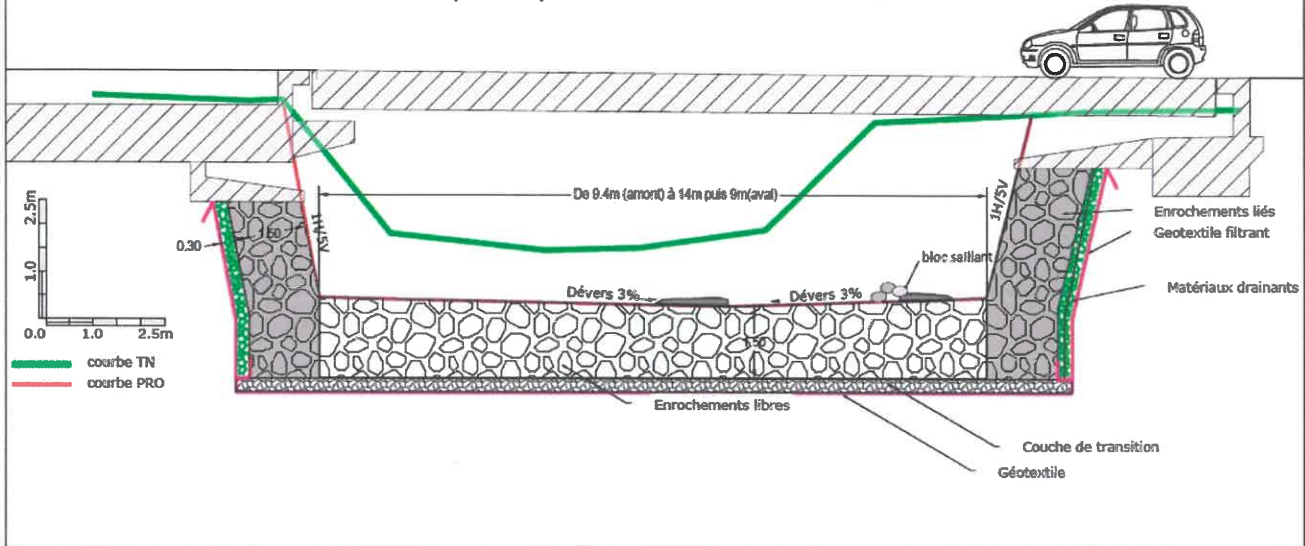 De 9.4m (amont) à 14m puis 9m(aval)
1H/5V
1H/5V
2.5m
1.0
0.0
1.0
2.5m
0.30
1.50
Enrochements liés
Geotextile filtrant
Matériaux drainants
bloc saillant
Dévers 3%
Dévers 3%
1.50
courbe TN
courbe PRO
Enrochements libres
Couche de transition
Géotextile